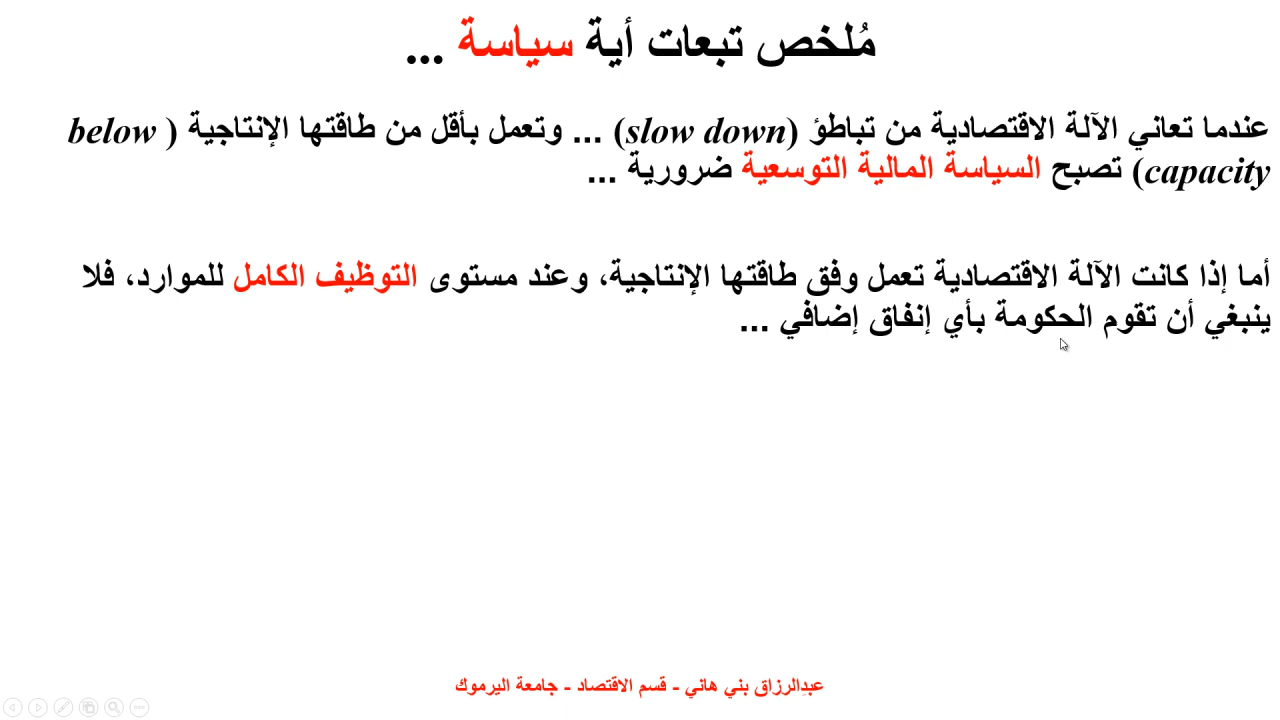 مُلخص تبعات أية سياسة ...
عندما تعاني الآلة الاقتصادية من تباطؤ (slow down) ... وتعمل بأقل من طاقتها الإنتاجية (below
capacity) تصبح السياسة المالية التوسعية ضرورية ...
أما إذا كانت الآلة الاقتصادية تعمل وفق طاقتها الإنتاجية، وعند مستوى التوظيف الكامل للموارد، فلا
ينبغي أن تقوم الحكومة بأي إنفاق إضافي ...
عبدالرزاق بني هاني - قسم الاقتصاد - جامعة اليرموك